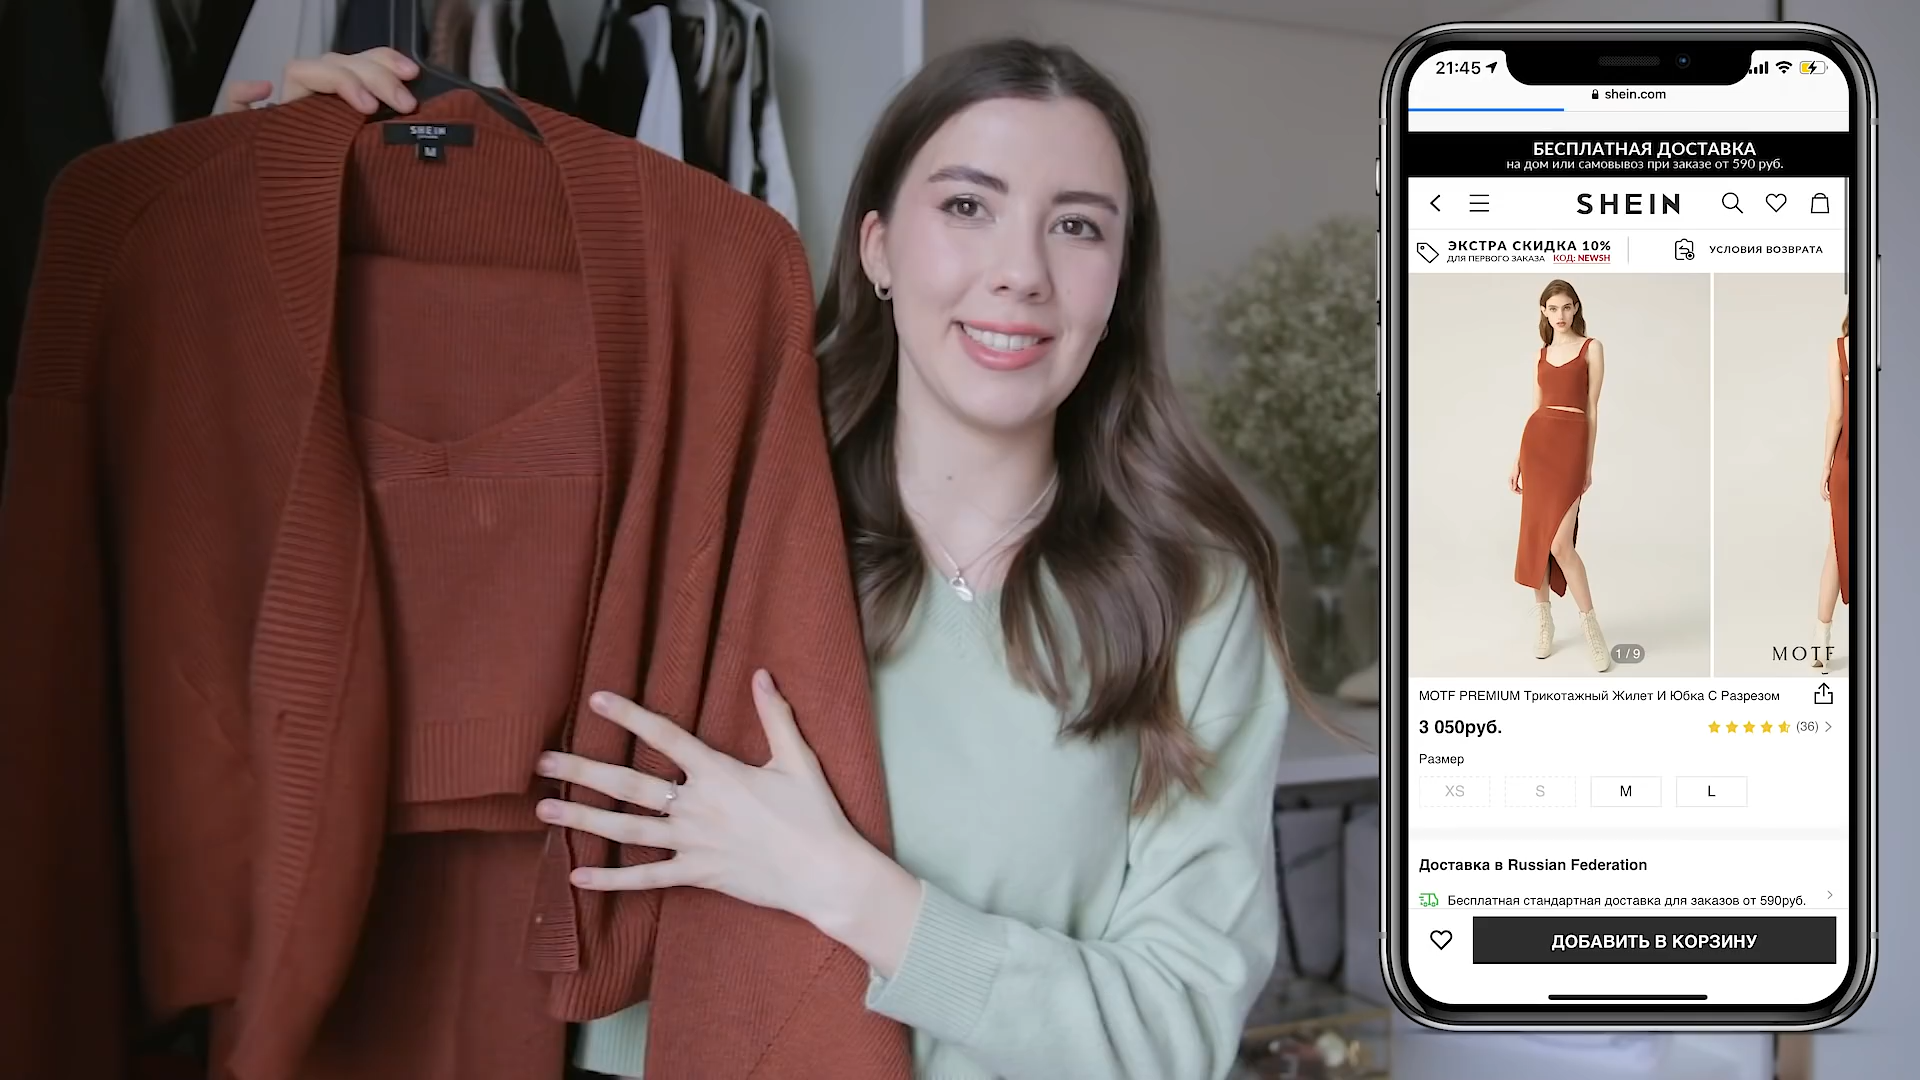 SHEIN
M
21:45
shein.com
БЕСПЛАТНАЯ ДОСТАВКА
на дом или самовывоз при заказе от 590 руб.
SHEIN
ЭКСТРА СКИДКА 10%
ДЛЯ ПЕРВОГО ЗАКАЗА КОД: NEWSH
УСЛОВИЯ ВОЗВРАТА
1 / 9
MOTF
MOTF PREMIUM Трикотажный Жилет И Юбка С Разрезом
3 050руб.
(36)
Размер
XS S M L
Доставка в Russian Federation
Бесплатная стандартная доставка для заказов от 590руб.
ДОБАВИТЬ В КОРЗИНУ